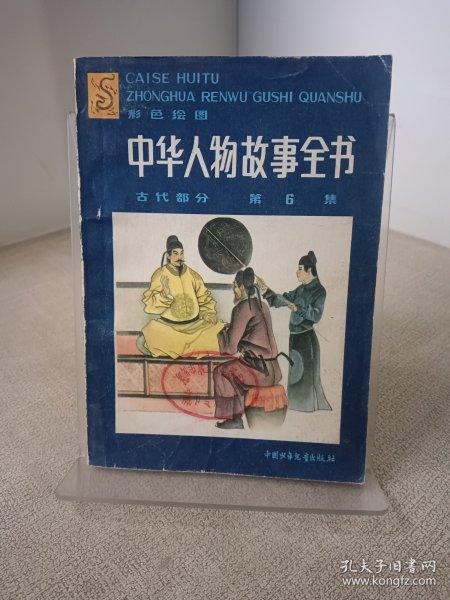 CAISE HUITU
ZHONGHUA RENWU GUSHI QUANSHU
彩色绘图
中华人物故事全书
古代部分 第6集
中国少年儿童出版社
孔夫子旧书网
www.kongfz.com